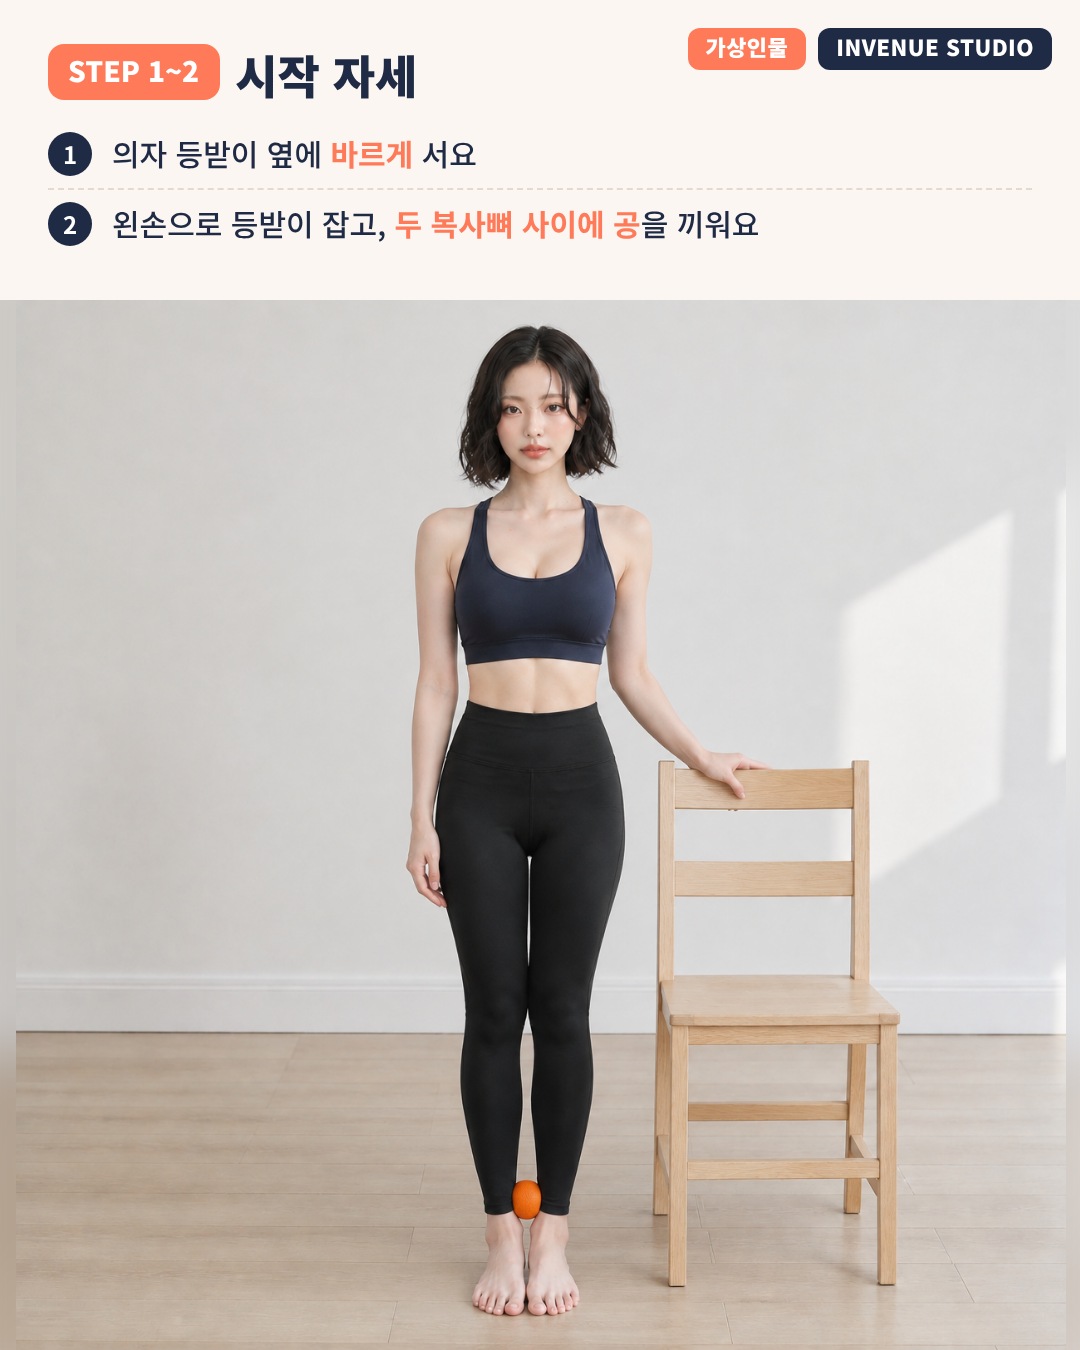 STEP 1~2 시작 자세
가상인물
INVENUE STUDIO
1 의자 등받이 옆에 바르게 서요
2 왼손으로 등받이 잡고, 두 복사뼈 사이에 공을 끼워요